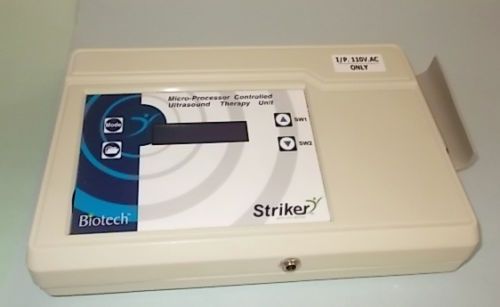 I/P. 110V.AC
ONLY
Micro-Processor Controlled
Ultrasound Therapy Unit
Mode
SW1
SW2
Biotech
Striker